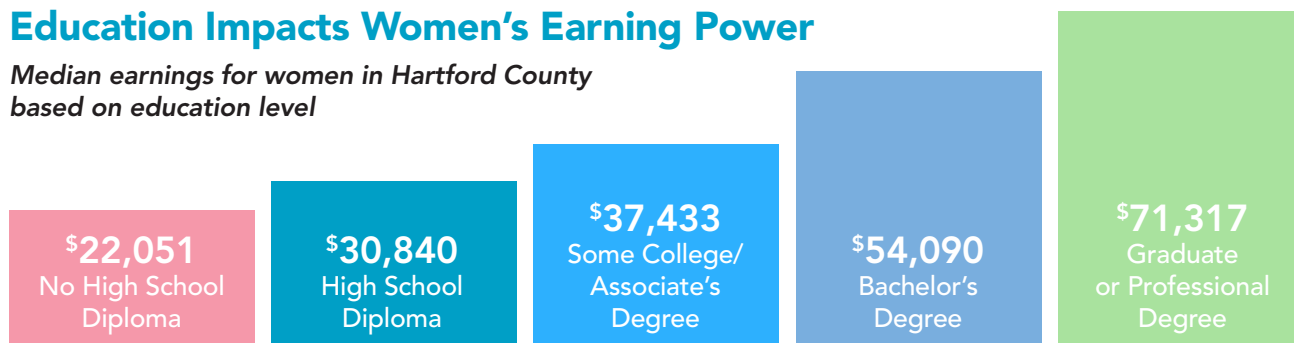 Education Impacts Women's Earning Power
Median earnings for women in Hartford County
based on education level
$22,051
No High School
Diploma
$30,840
High School
Diploma
$37,433
Some College/
Associate's
Degree
$54,090
Bachelor's
Degree
$71,317
Graduate
or Professional
Degree